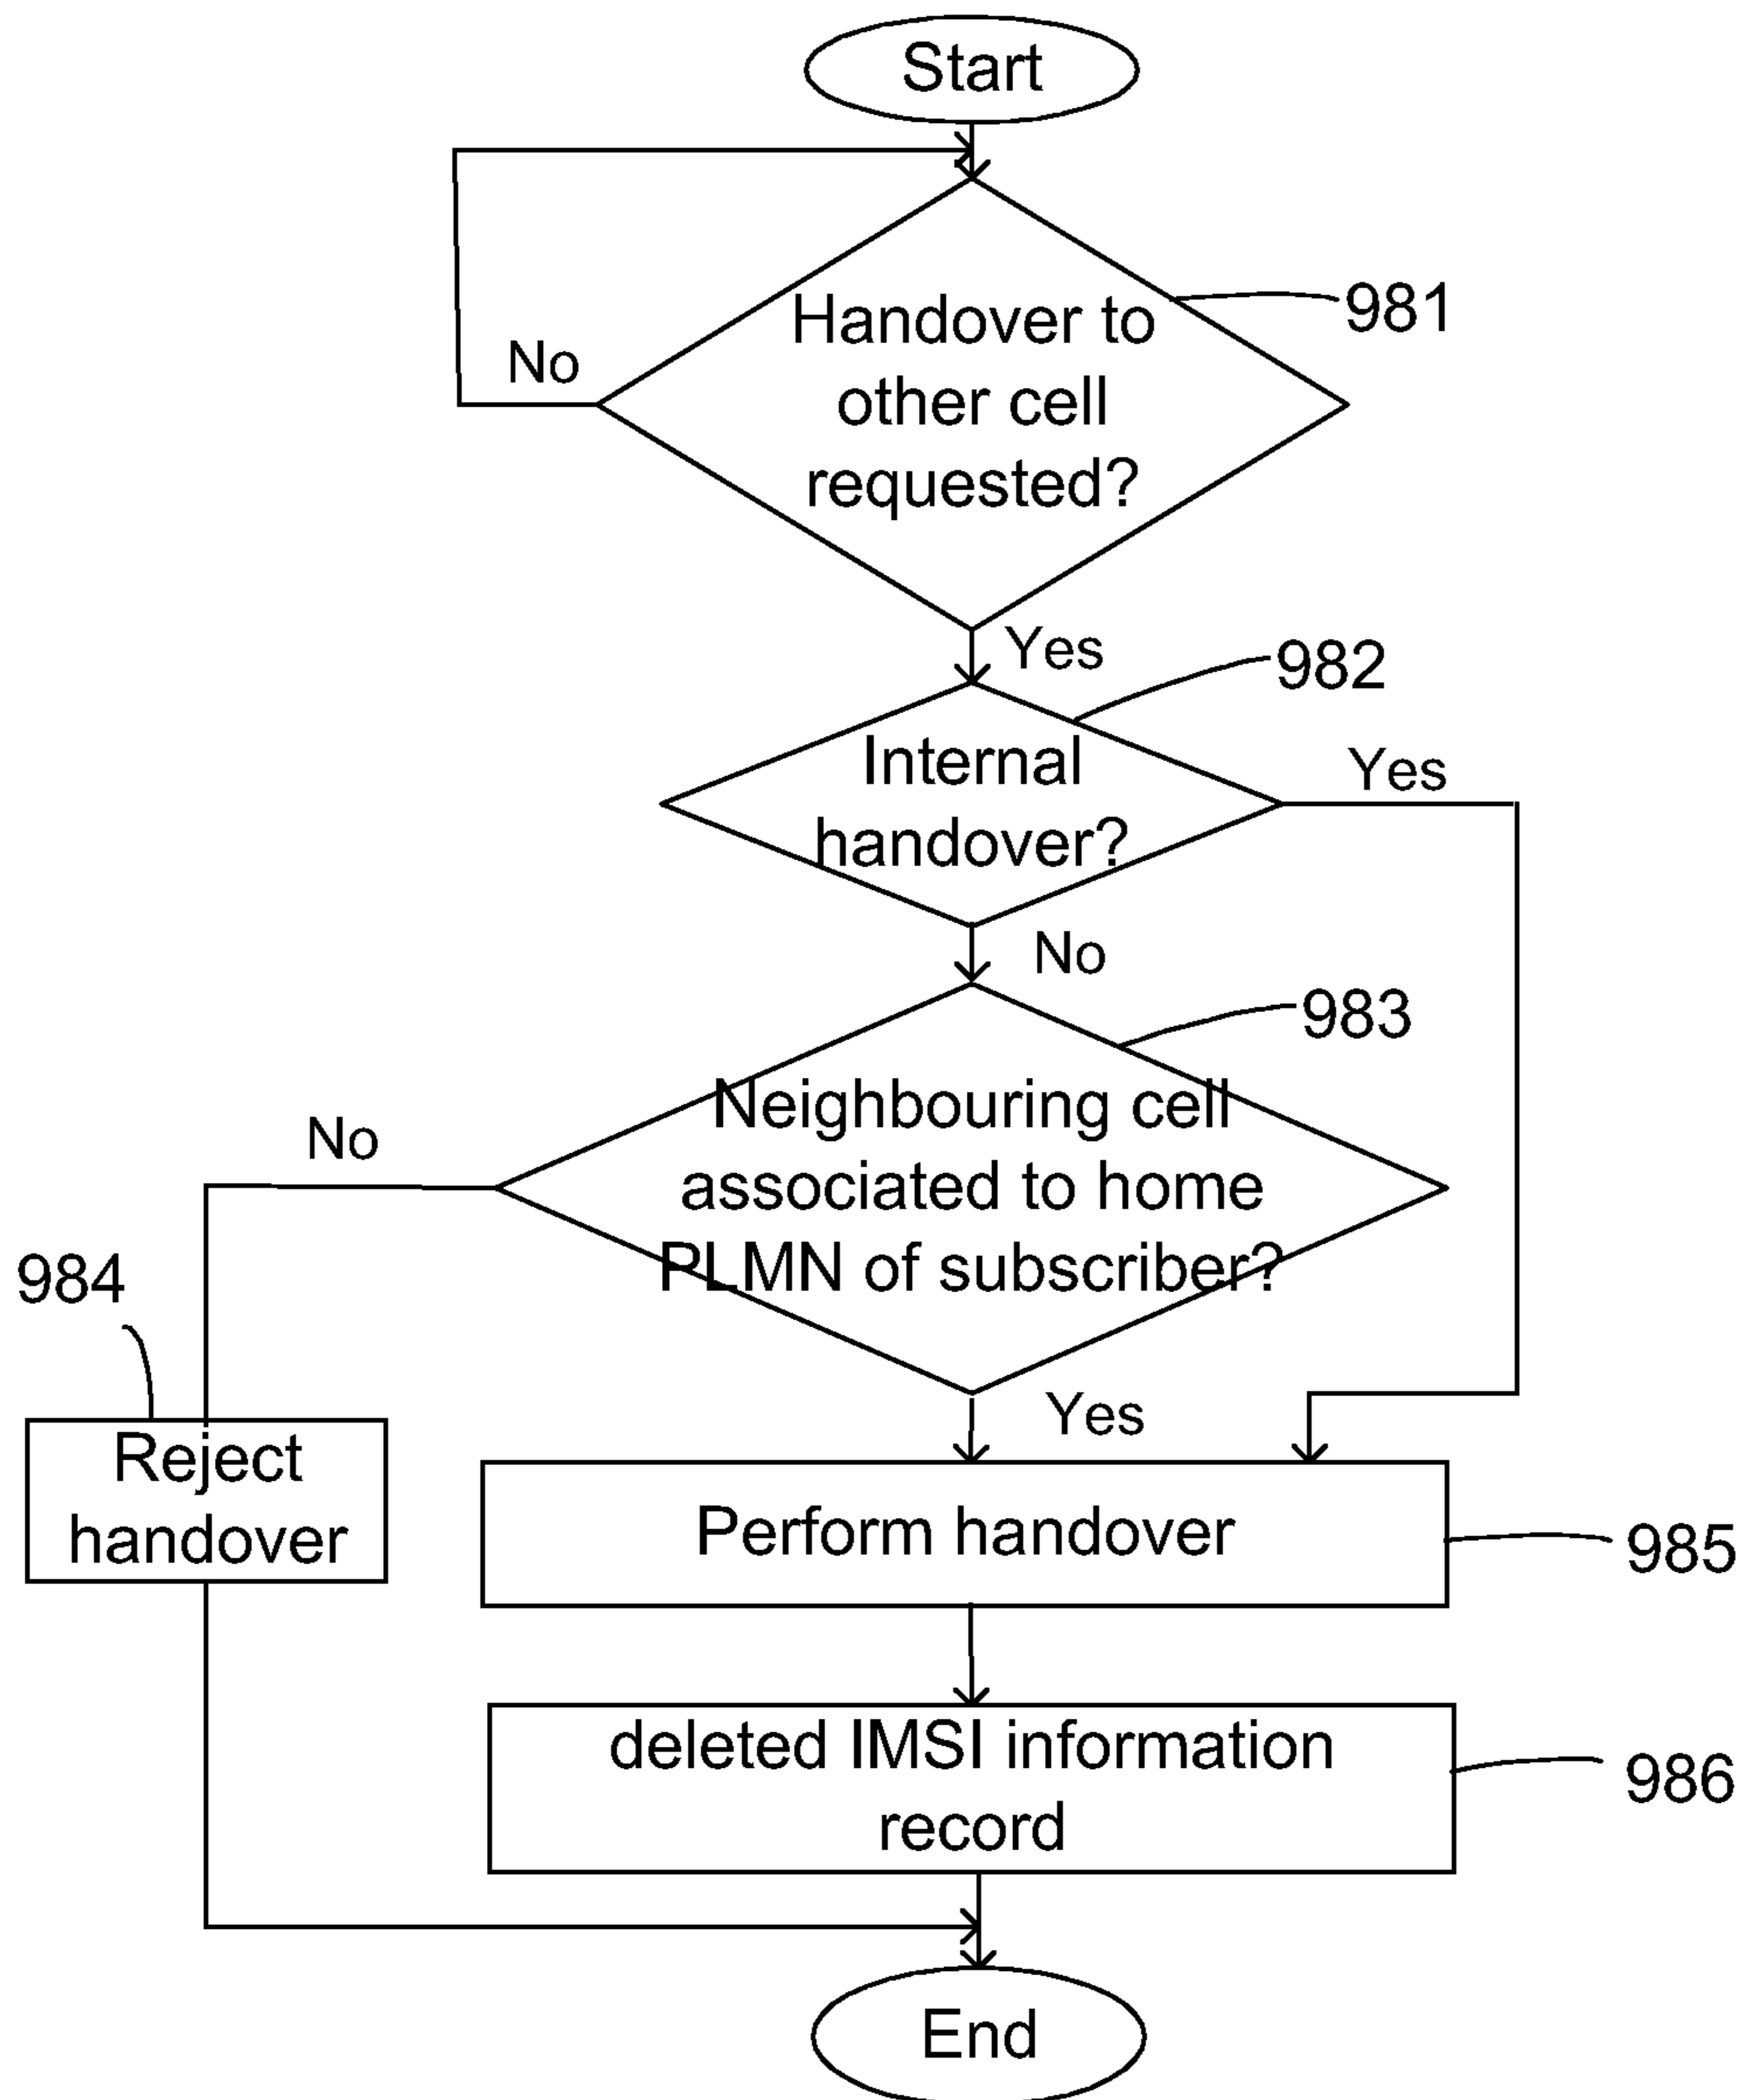 Start
Handover to
other cell
requested?
981
No
Yes
982
Internal
handover?
Yes
No
983
Neighbouring cell
associated to home
PLMN of subscriber?
No
984
Yes
Reject
handover
Perform handover
985
deleted IMSI information
record
986
End